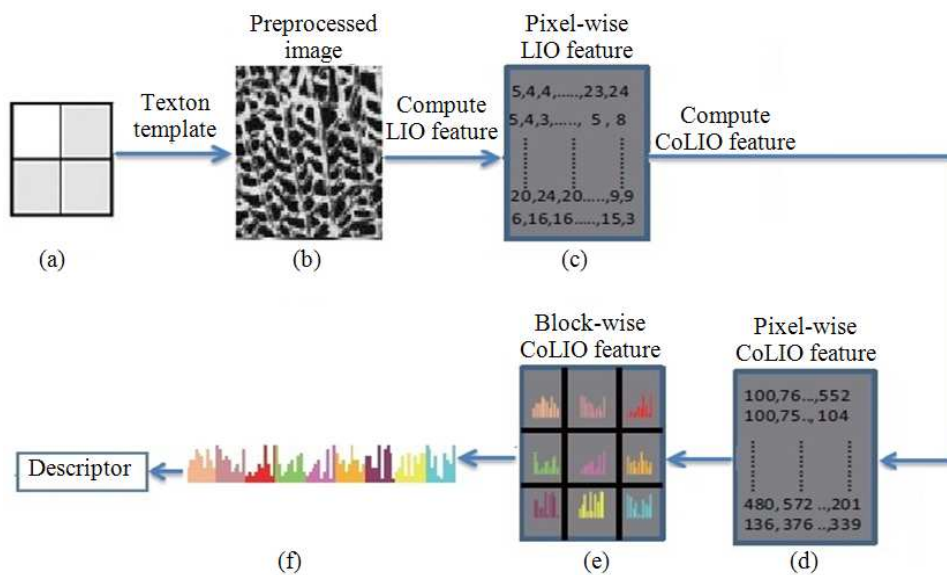 Texton
template
Preprocessed
image
Compute
LIO feature
Pixel-wise
LIO feature
5,4,4,.....,23,24
5,4,3,....., 5 , 8
20,24,20.....,9,9
6,16,16.....,15,3
Compute
CoLIO feature
(a)
(b)
(c)
Block-wise
CoLIO feature
Pixel-wise
CoLIO feature
100,76..,552
100,75.., 104
480,572 ..,201
136,376 ..,339
Descriptor
(f)
(e)
(d)